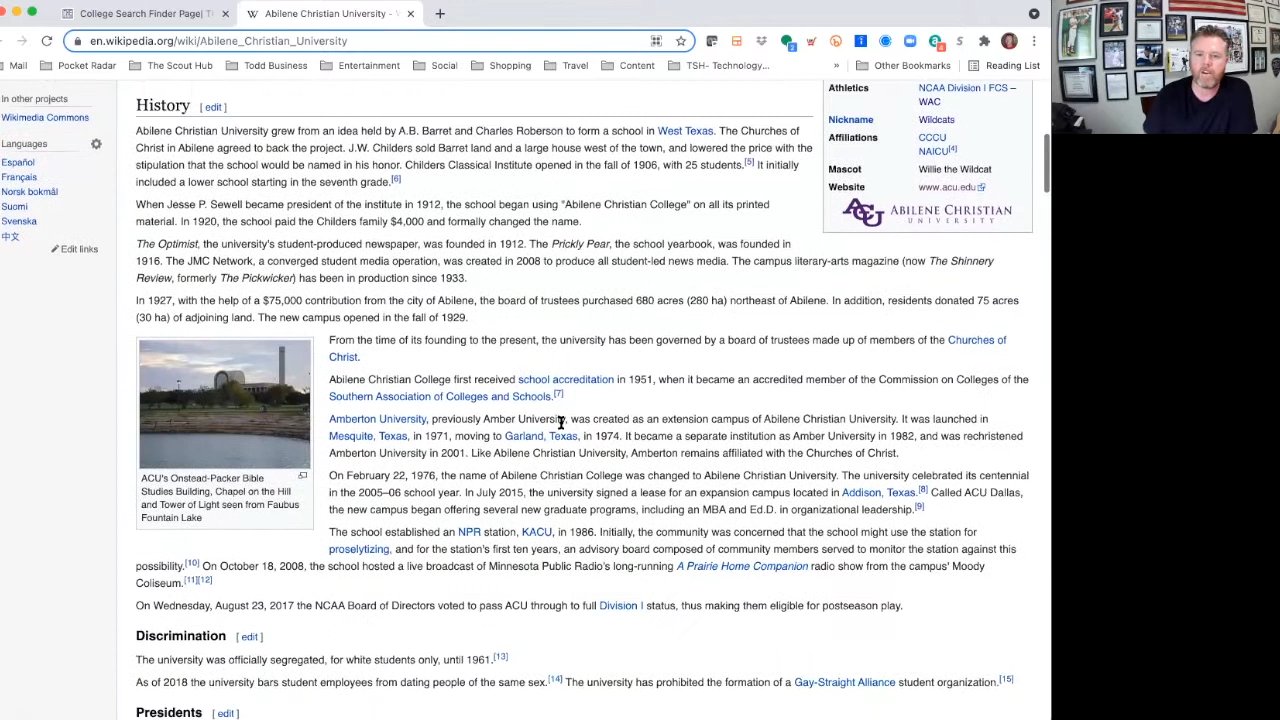 College Search Finder Page| T
Abilene Christian University -
en.wikipedia.org/wiki/Abilene_Christian_University
Mail
Pocket Radar
The Scout Hub
Todd Business
Entertainment
Social
Shopping
Travel
Content
TSH- Technology...
»
Other Bookmarks
Reading List
In other projects
Wikimedia Commons
Languages
Español
Français
Norsk bokmål
Suomi
Svenska
中文
Edit links
History [ edit ]
Abilene Christian University grew from an idea held by A.B. Barret and Charles Roberson to form a school in West Texas. The Churches of
Christ in Abilene agreed to back the project. J.W. Childers sold Barret land and a large house west of the town, and lowered the price with the
stipulation that the school would be named in his honor. Childers Classical Institute opened in the fall of 1906, with 25 students.[5] It initially
included a lower school starting in the seventh grade.[6]
When Jesse P. Sewell became president of the institute in 1912, the school began using "Abilene Christian College" on all its printed
material. In 1920, the school paid the Childers family $4,000 and formally changed the name.
The Optimist, the university's student-produced newspaper, was founded in 1912. The Prickly Pear, the school yearbook, was founded in
1916. The JMC Network, a converged student media operation, was created in 2008 to produce all student-led news media. The campus literary-arts magazine (now The Shinnery
Review, formerly The Pickwicker) has been in production since 1933.
In 1927, with the help of a $75,000 contribution from the city of Abilene, the board of trustees purchased 680 acres (280 ha) northeast of Abilene. In addition, residents donated 75 acres
(30 ha) of adjoining land. The new campus opened in the fall of 1929.
From the time of its founding to the present, the university has been governed by a board of trustees made up of members of the Churches of
Christ.
Abilene Christian College first received school accreditation in 1951, when it became an accredited member of the Commission on Colleges of the
Southern Association of Colleges and Schools.[7]
Amberton University, previously Amber University, was created as an extension campus of Abilene Christian University. It was launched in
Mesquite, Texas, in 1971, moving to Garland, Texas, in 1974. It became a separate institution as Amber University in 1982, and was rechristened
Amberton University in 2001. Like Abilene Christian University, Amberton remains affiliated with the Churches of Christ.
On February 22, 1976, the name of Abilene Christian College was changed to Abilene Christian University. The university celebrated its centennial
in the 2005–06 school year. In July 2015, the university signed a lease for an expansion campus located in Addison, Texas.[8] Called ACU Dallas,
the new campus began offering several new graduate programs, including an MBA and Ed.D. in organizational leadership.[9]
The school established an NPR station, KACU, in 1986. Initially, the community was concerned that the school might use the station for
proselytizing, and for the station's first ten years, an advisory board composed of community members served to monitor the station against this
possibility.[10] On October 18, 2008, the school hosted a live broadcast of Minnesota Public Radio's long-running A Prairie Home Companion radio show from the campus' Moody
Coliseum.[11][12]
On Wednesday, August 23, 2017 the NCAA Board of Directors voted to pass ACU through to full Division I status, thus making them eligible for postseason play.
ACU's Onstead-Packer Bible
Studies Building, Chapel on the Hill
and Tower of Light seen from Faubus
Fountain Lake
Discrimination [ edit ]
The university was officially segregated, for white students only, until 1961.[13]
As of 2018 the university bars student employees from dating people of the same sex.[14] The university has prohibited the formation of a Gay-Straight Alliance student organization.[15]
Presidents [ edit ]
Athletics NCAA Division I FCS –
WAC
Nickname Wildcats
Affiliations CCCU
NAICU[4]
Mascot Willie the Wildcat
Website www.acu.edu
ACU ABILENE CHRISTIAN
UNIVERSITY